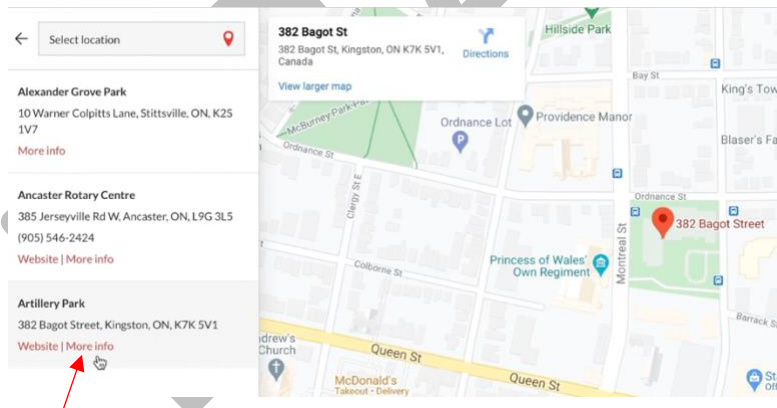 Select location
Alexander Grove Park
10 Warner Colpitts Lane, Stittsville, ON, K2S
1V7
More info
Ancaster Rotary Centre
385 Jerseyville Rd W, Ancaster, ON, L9G 3L5
(905) 546-2424
Website | More info
Artillery Park
382 Bagot Street, Kingston, ON, K7K 5V1
Website | More info
382 Bagot St
382 Bagot St, Kingston, ON K7K 5V1,
Canada
Directions
View larger map
Hillside Park
Bay St
King's Tow
McBurney Park
Ordnance Lot
P
Providence Manor
Blaser's Fa
Ordnance St
Clergy St E
Ordnance St
382 Bagot Street
Montreal St
Princess of Wales'
Own Regiment
Colborne St
Barrack S
drew's
Church
Queen St
McDonald's
Takeout • Delivery
Queen St
St